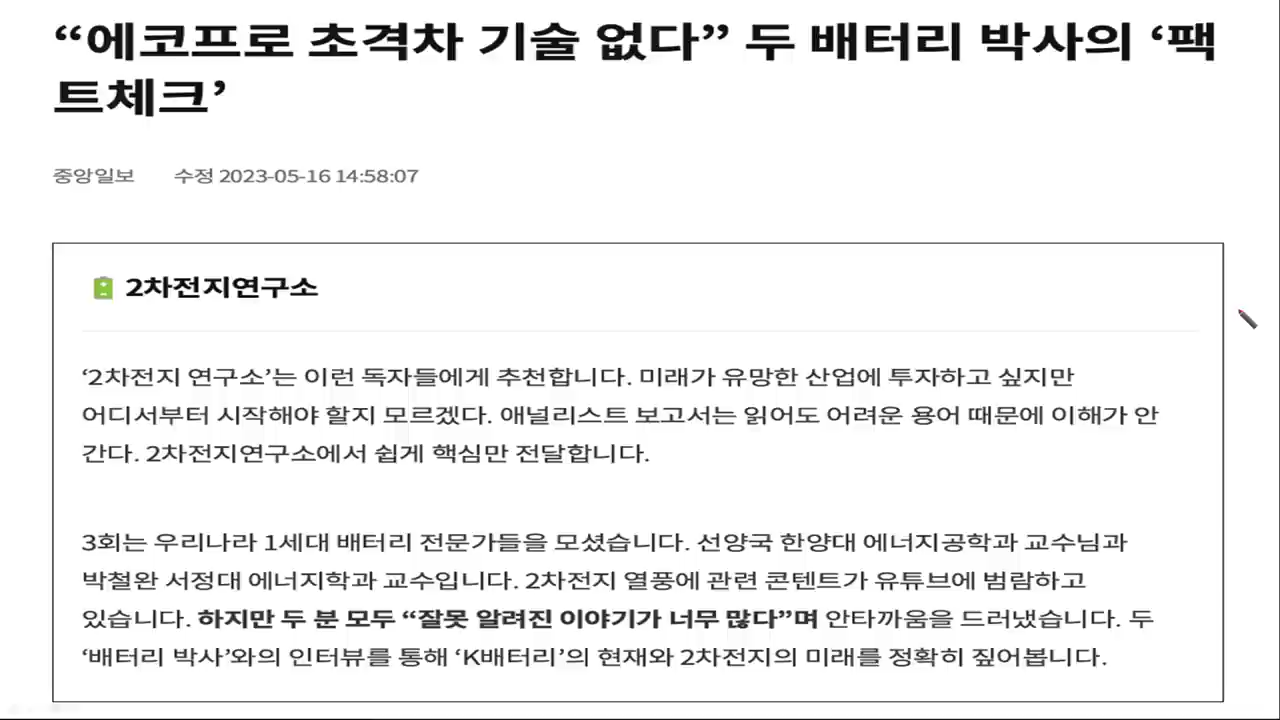 “에코프로 초격차 기술 없다” 두 배터리 박사의 ‘팩
트체크’
중앙일보 수정 2023-05-16 14:58:07
2차전지연구소
‘2차전지 연구소’는 이런 독자들에게 추천합니다. 미래가 유망한 산업에 투자하고 싶지만
어디서부터 시작해야 할지 모르겠다. 애널리스트 보고서는 읽어도 어려운 용어 때문에 이해가 안
간다. 2차전지연구소에서 쉽게 핵심만 전달합니다.
3회는 우리나라 1세대 배터리 전문가들을 모셨습니다. 선양국 한양대 에너지공학과 교수님과
박철완 서정대 에너지학과 교수입니다. 2차전지 열풍에 관련 콘텐트가 유튜브에 범람하고
있습니다. 하지만 두 분 모두 “잘못 알려진 이야기가 너무 많다”며 안타까움을 드러냈습니다. 두
‘배터리 박사’와의 인터뷰를 통해 ‘K배터리’의 현재와 2차전지의 미래를 정확히 짚어봅니다.